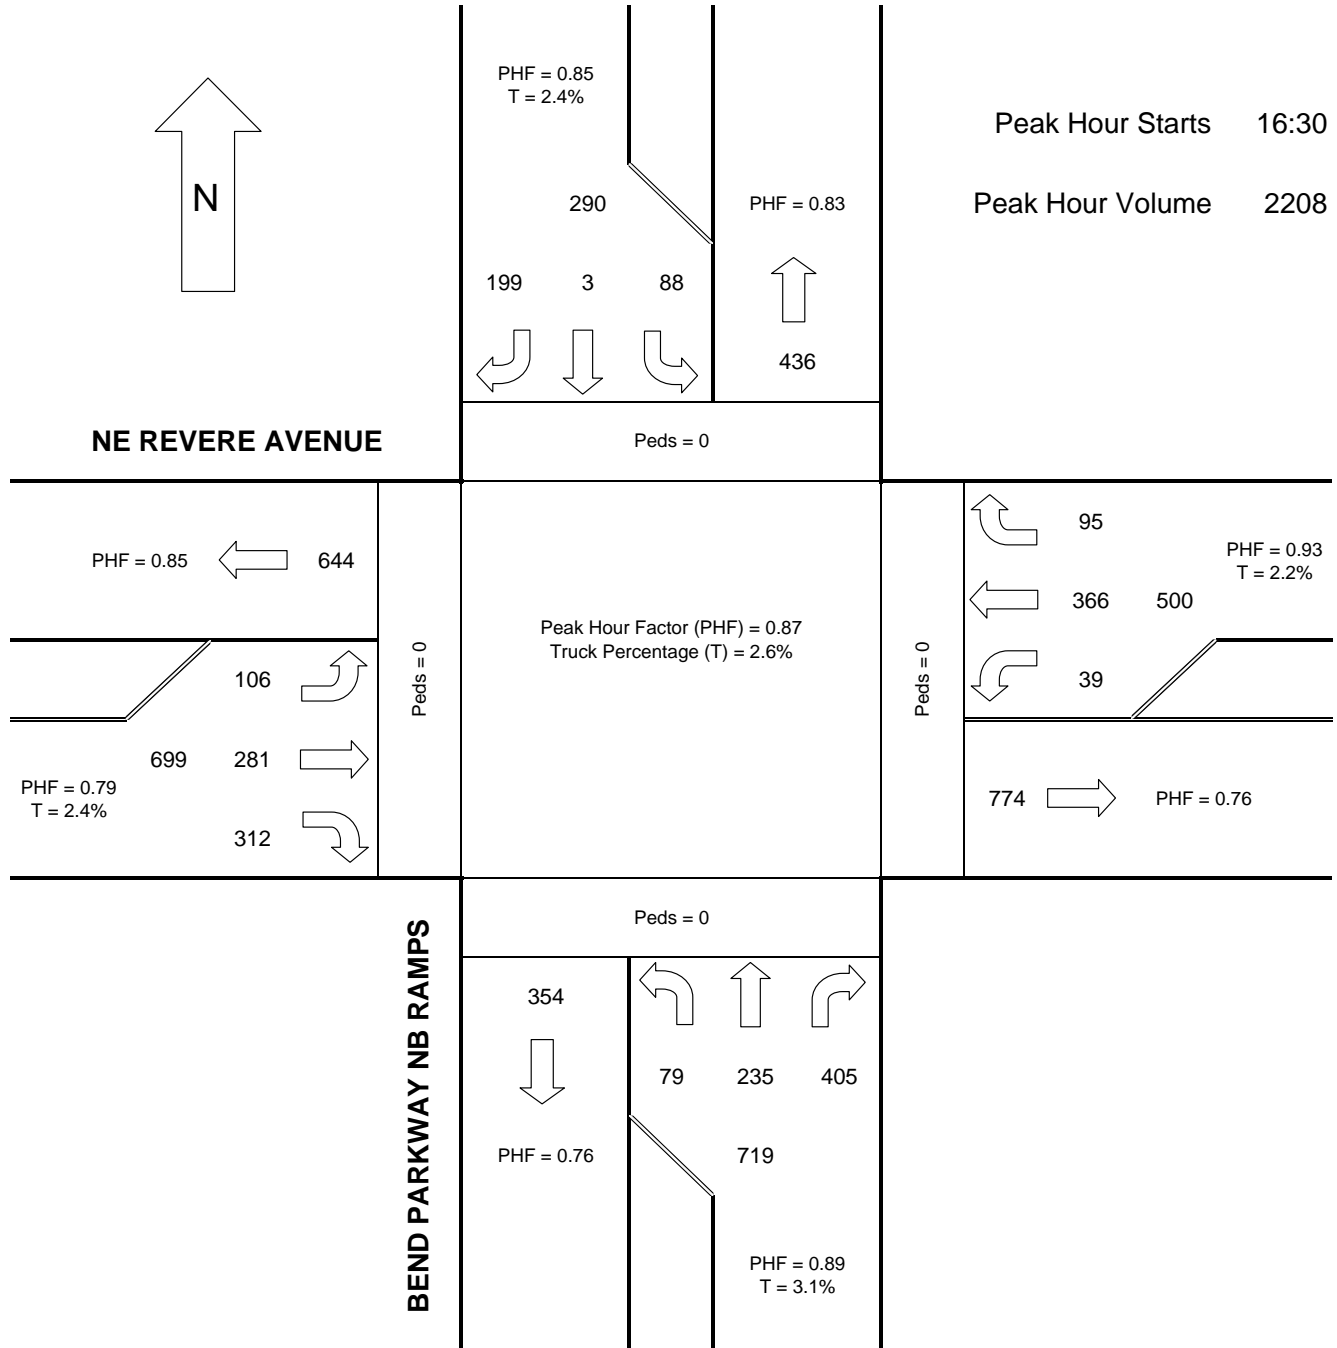 PHF = 0.85
T = 2.4%
Peak Hour Starts 16:30
N
290
PHF = 0.83
Peak Hour Volume 2208
199 3 88
436
NE REVERE AVENUE
Peds = 0
95
PHF = 0.85
644
PHF = 0.93
T = 2.2%
366 500
Peak Hour Factor (PHF) = 0.87
Truck Percentage (T) = 2.6%
Peds = 0
Peds = 0
106
39
699 281
PHF = 0.79
T = 2.4%
312
774
PHF = 0.76
Peds = 0
BEND PARKWAY NB RAMPS
354
79 235 405
PHF = 0.76
719
PHF = 0.89
T = 3.1%